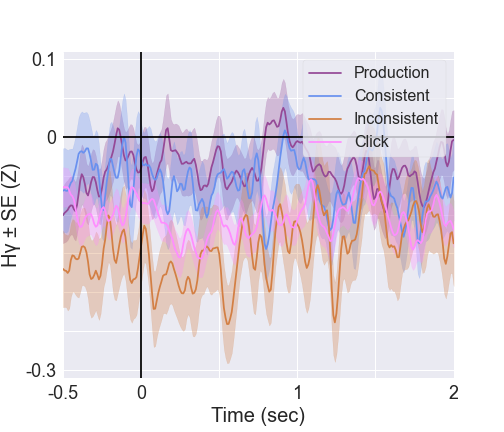 0.1
0
-0.3
Hγ ± SE (Z)
Production
Consistent
Inconsistent
Click
-0.5
0
1
2
Time (sec)